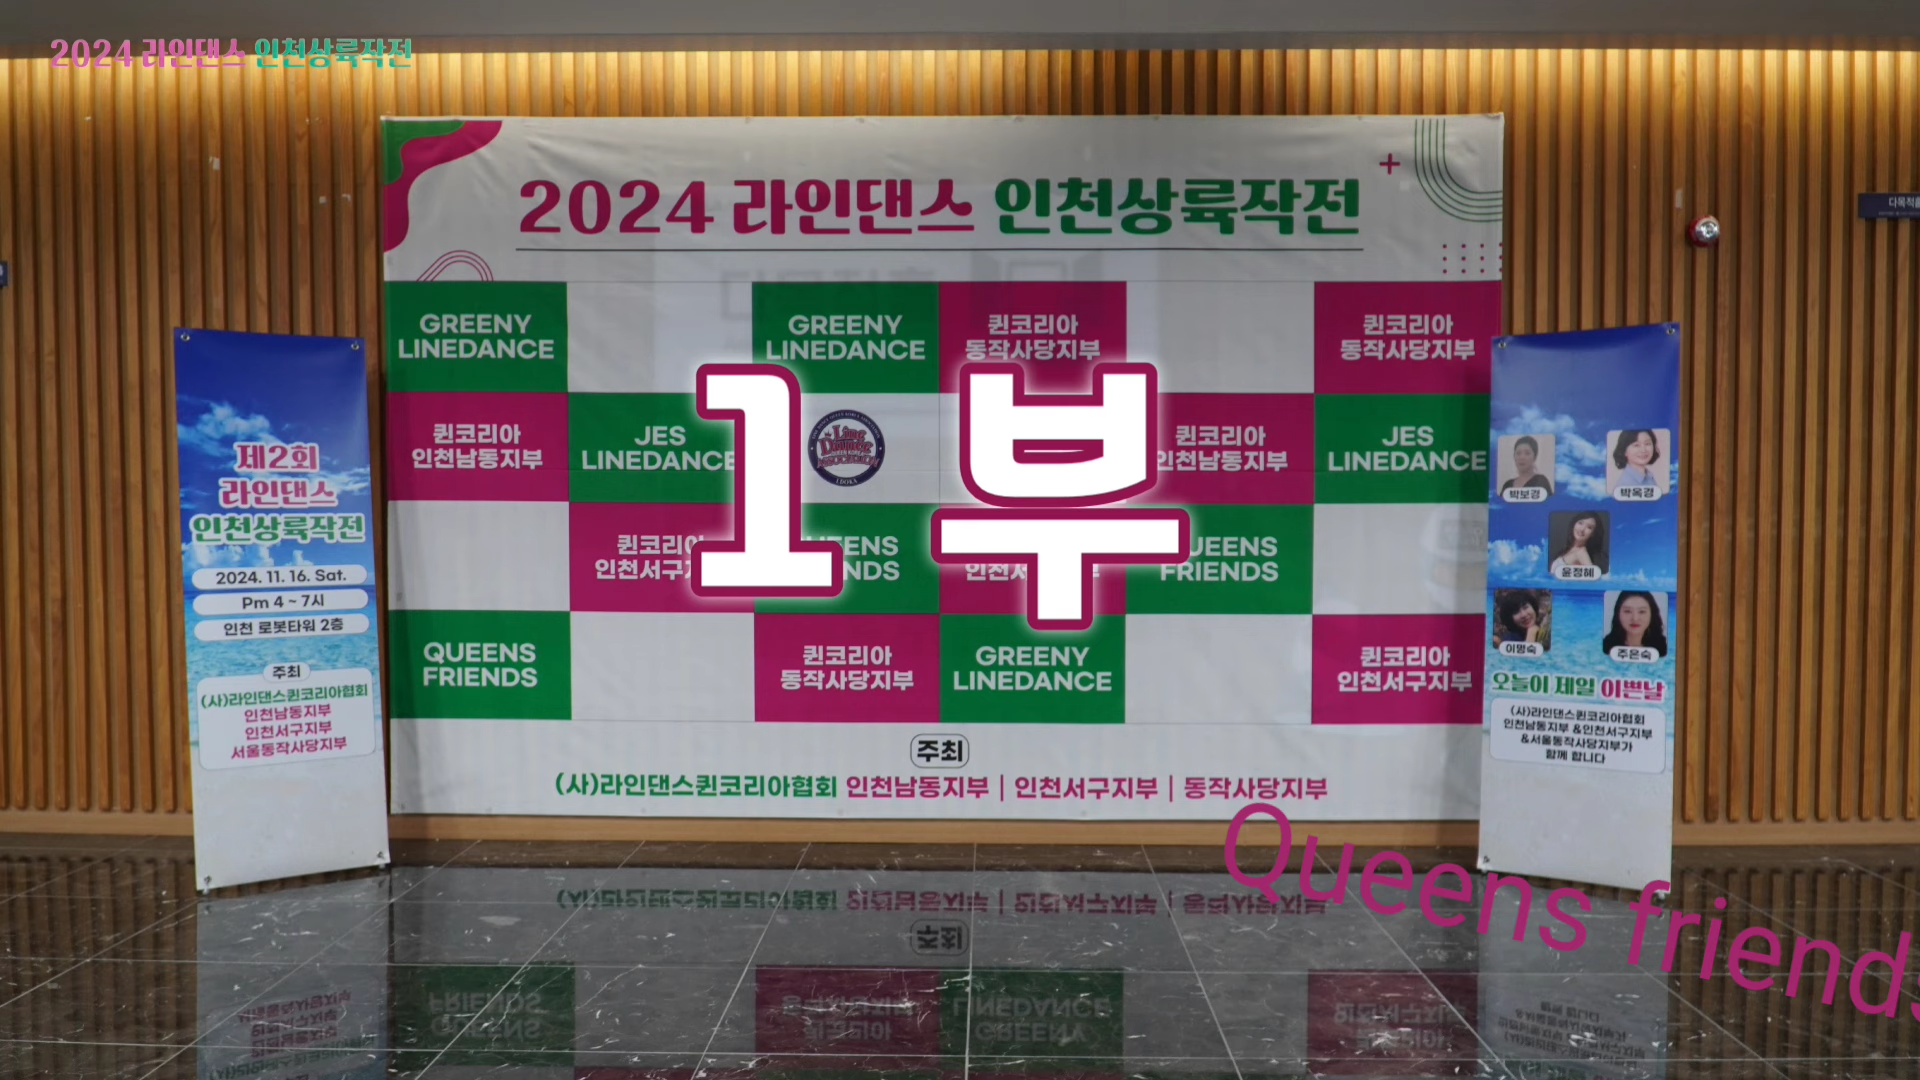 2024 라인댄스 인천상륙작전
2024 라인댄스 인천상륙작전
GREENY
LINEDANCE
GREENY
LINEDANCE
퀸코리아
동작사당지부
퀸코리아
동작사당지부
퀸코리아
인천남동지부
JES
LINEDANCE
Line
Dance
ASSOCIATION
퀸코리아
인천남동지부
JES
LINEDANCE
1부
QUEENS
FRIENDS
퀸코리아
동작사당지부
GREENY
LINEDANCE
퀸코리아
인천서구지부
주최
(사)라인댄스퀸코리아협회 인천남동지부 | 인천서구지부 | 동작사당지부
제2회
라인댄스
인천상륙작전
2024. 11. 16. Sat.
Pm 4 ~ 7시
인천 로봇타워 2층
주최
(사)라인댄스퀸코리아협회
인천남동지부
인천서구지부
서울동작사당지부
박보경
박옥경
윤정혜
이명숙
주은숙
오늘이 제일 이쁜날
(사)라인댄스퀸코리아협회
인천남동지부 &인천서구지부
&서울동작사당지부가
함께 합니다
Queens friends